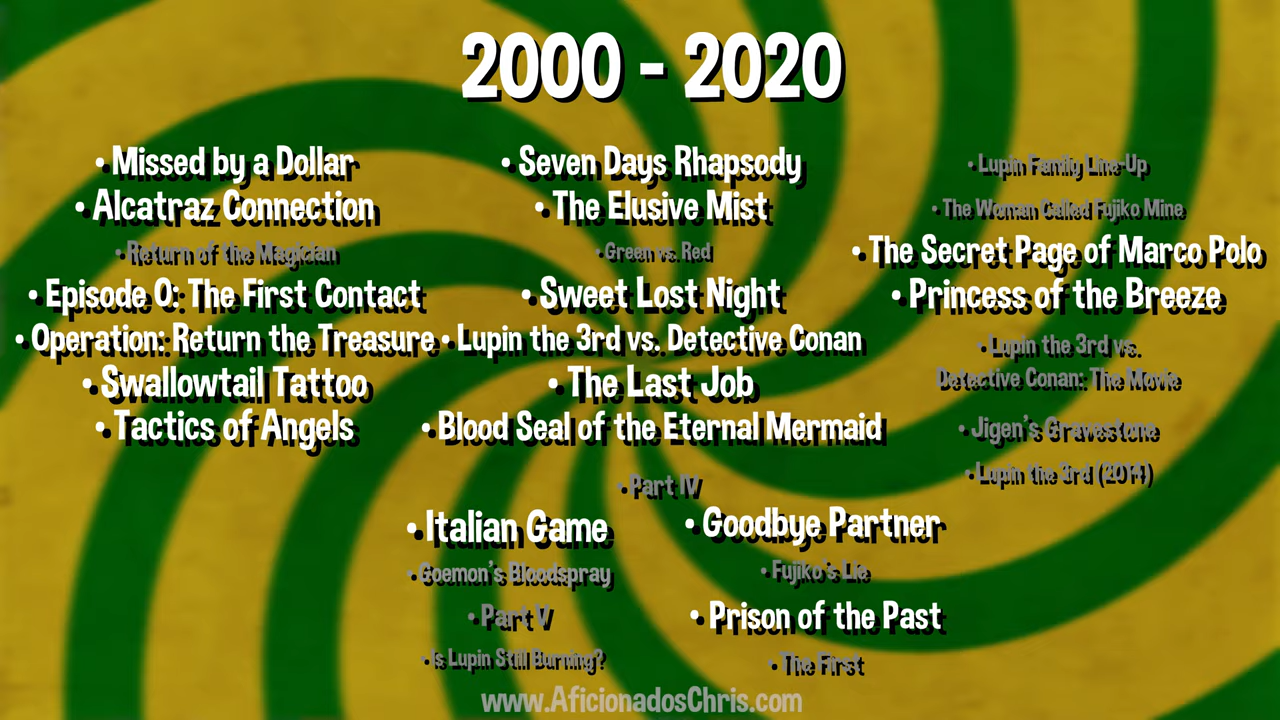 2000 - 2020
• Missed by a Dollar
• Alcatraz Connection
• Return of the Magician
• Episode 0: The First Contact
• Operation: Return the Treasure
• Swallowtail Tattoo
• Tactics of Angels
• Seven Days Rhapsody
• The Elusive Mist
• Green vs. Red
• Sweet Lost Night
• Lupin the 3rd vs. Detective Conan
• The Last Job
• Blood Seal of the Eternal Mermaid
• Lupin Family Line-Up
• The Woman Called Fujiko Mine
• The Secret Page of Marco Polo
• Princess of the Breeze
• Lupin the 3rd vs.
Detective Conan: The Movie
• Jigen's Gravestone
• Lupin the 3rd (2014)
• Part IV
• Italian Game
• Goemon's Bloodspray
• Part V
• Is Lupin Still Burning?
• Goodbye Partner
• Fujiko's Lie
• Prison of the Past
• The First
www.AficionadosChris.com